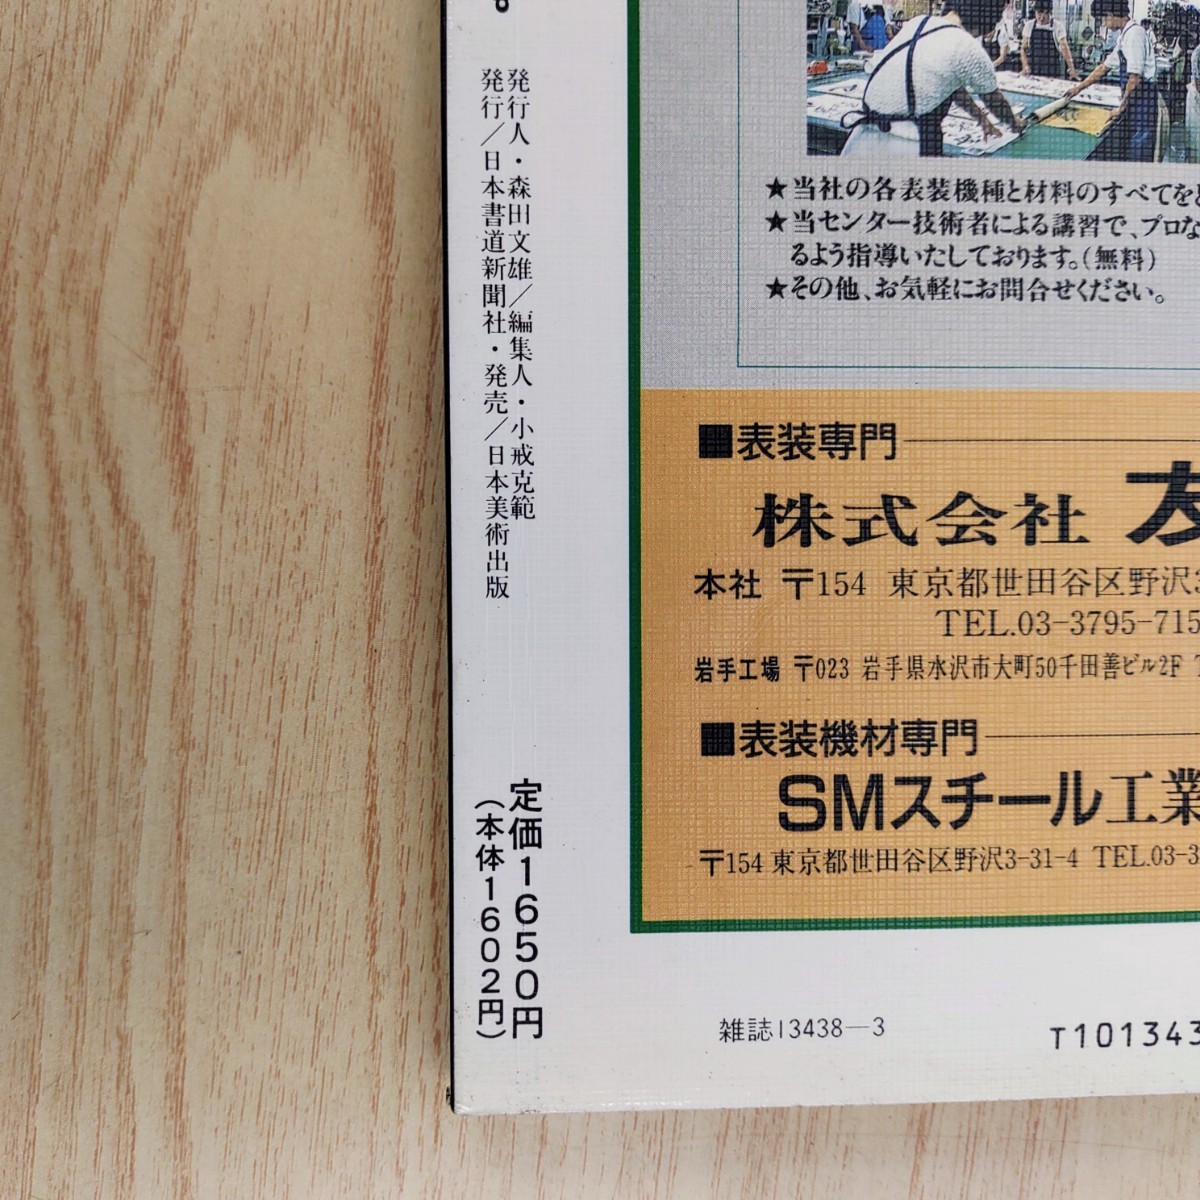 発行人・森田文雄／編集人・小戒克範
発行／日本書道新聞社・発売／日本美術出版
定価1650円
（本体1602円）
★当社の各表装機種と材料のすべてを
★当センター技術者による講習で、プロな
るよう指導いたしております。（無料）
★その他、お気軽にお問合せください。
■表装専門
株式会社
本社 〒154 東京都世田谷区野沢3
TEL.03-3795-715
岩手工場 〒023 岩手県水沢市大町50千田善ビル2F
■表装機材専門
SMスチール工業
〒154 東京都世田谷区野沢3-31-4 TEL.03-3
雑誌13438-3
T101343